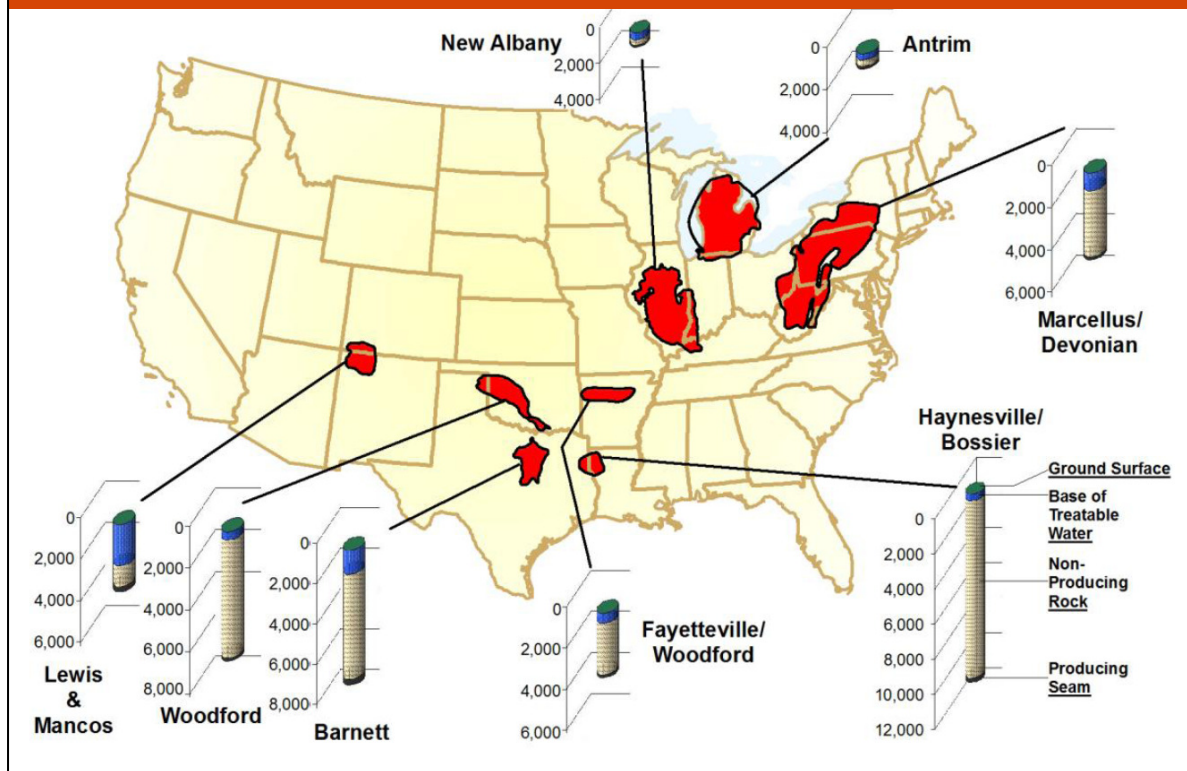 New Albany
0
2,000
4,000
Antrim
0
2,000
4,000
0
2,000
4,000
6,000
Marcellus/
Devonian
Haynesville/
Bossier
Ground Surface
Base of
Treatable
Water
Non-
Producing
Rock
Producing
Seam
0
2,000
4,000
6,000
8,000
10,000
12,000
0
2,000
4,000
6,000
Lewis
&
Mancos
0
2,000
4,000
6,000
8,000
Woodford
0
2,000
4,000
6,000
8,000
Barnett
0
2,000
4,000
6,000
Fayetteville/
Woodford